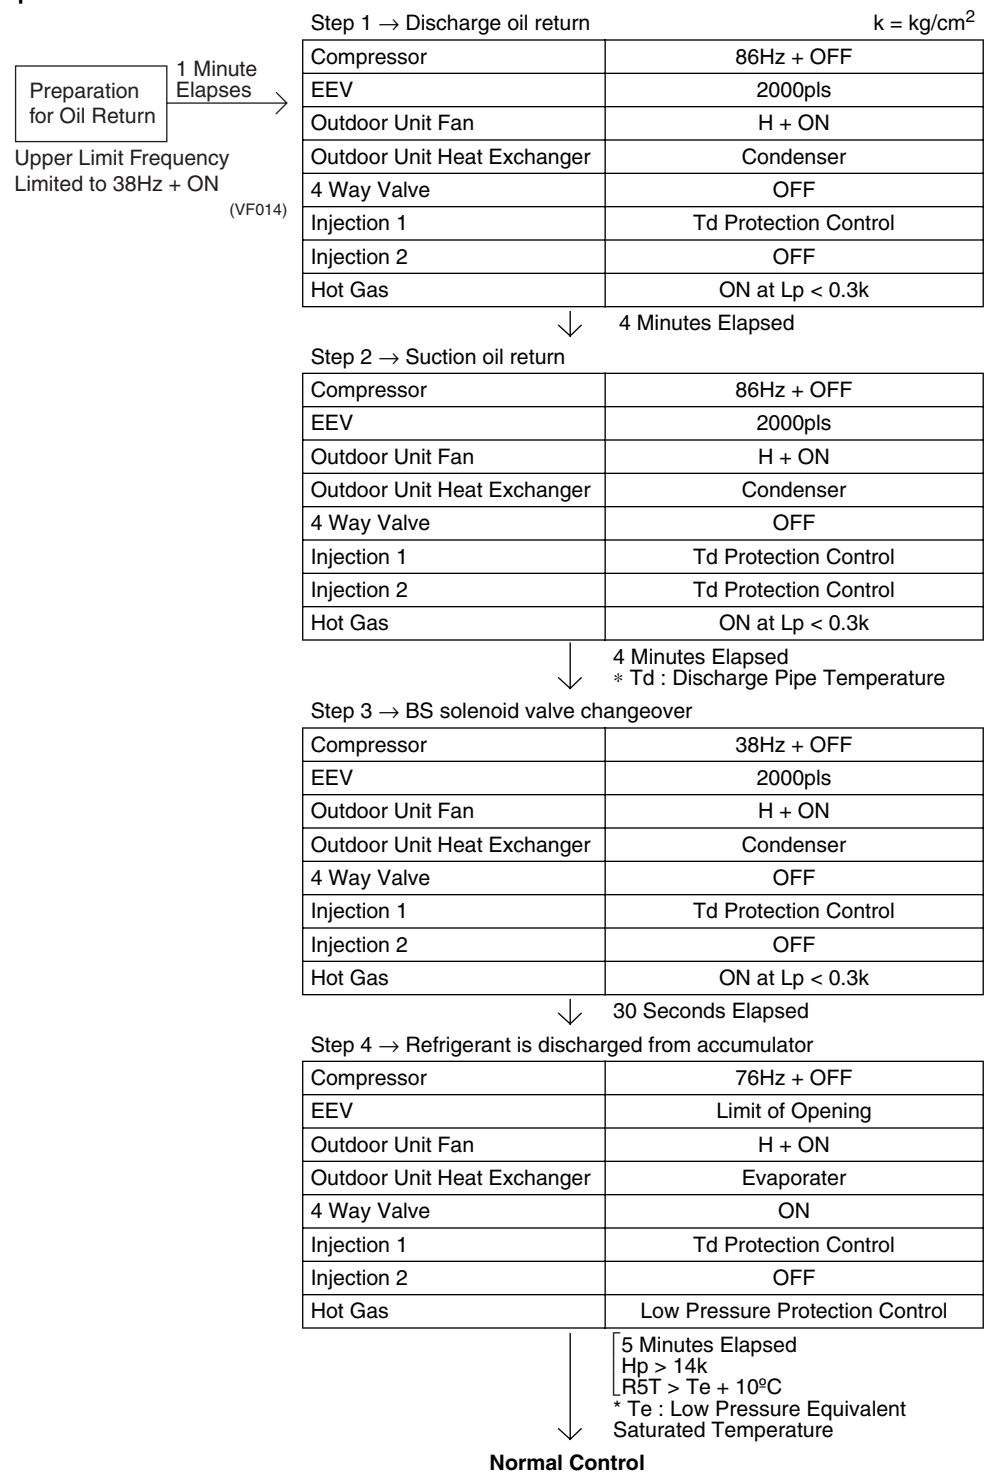 Step 1 → Discharge oil return k = kg/cm²
Preparation
for Oil Return
1 Minute
Elapses
Upper Limit Frequency
Limited to 38Hz + ON
(VF014)
Compressor 86Hz + OFF
EEV 2000pls
Outdoor Unit Fan H + ON
Outdoor Unit Heat Exchanger Condenser
4 Way Valve OFF
Injection 1 Td Protection Control
Injection 2 OFF
Hot Gas ON at Lp < 0.3k
4 Minutes Elapsed
Step 2 → Suction oil return
Compressor 86Hz + OFF
EEV 2000pls
Outdoor Unit Fan H + ON
Outdoor Unit Heat Exchanger Condenser
4 Way Valve OFF
Injection 1 Td Protection Control
Injection 2 Td Protection Control
Hot Gas ON at Lp < 0.3k
4 Minutes Elapsed
* Td : Discharge Pipe Temperature
Step 3 → BS solenoid valve changeover
Compressor 38Hz + OFF
EEV 2000pls
Outdoor Unit Fan H + ON
Outdoor Unit Heat Exchanger Condenser
4 Way Valve OFF
Injection 1 Td Protection Control
Injection 2 OFF
Hot Gas ON at Lp < 0.3k
30 Seconds Elapsed
Step 4 → Refrigerant is discharged from accumulator
Compressor 76Hz + OFF
EEV Limit of Opening
Outdoor Unit Fan H + ON
Outdoor Unit Heat Exchanger Evaporater
4 Way Valve ON
Injection 1 Td Protection Control
Injection 2 OFF
Hot Gas Low Pressure Protection Control
5 Minutes Elapsed
Hp > 14k
R5T > Te + 10ºC
* Te : Low Pressure Equivalent
Saturated Temperature
Normal Control